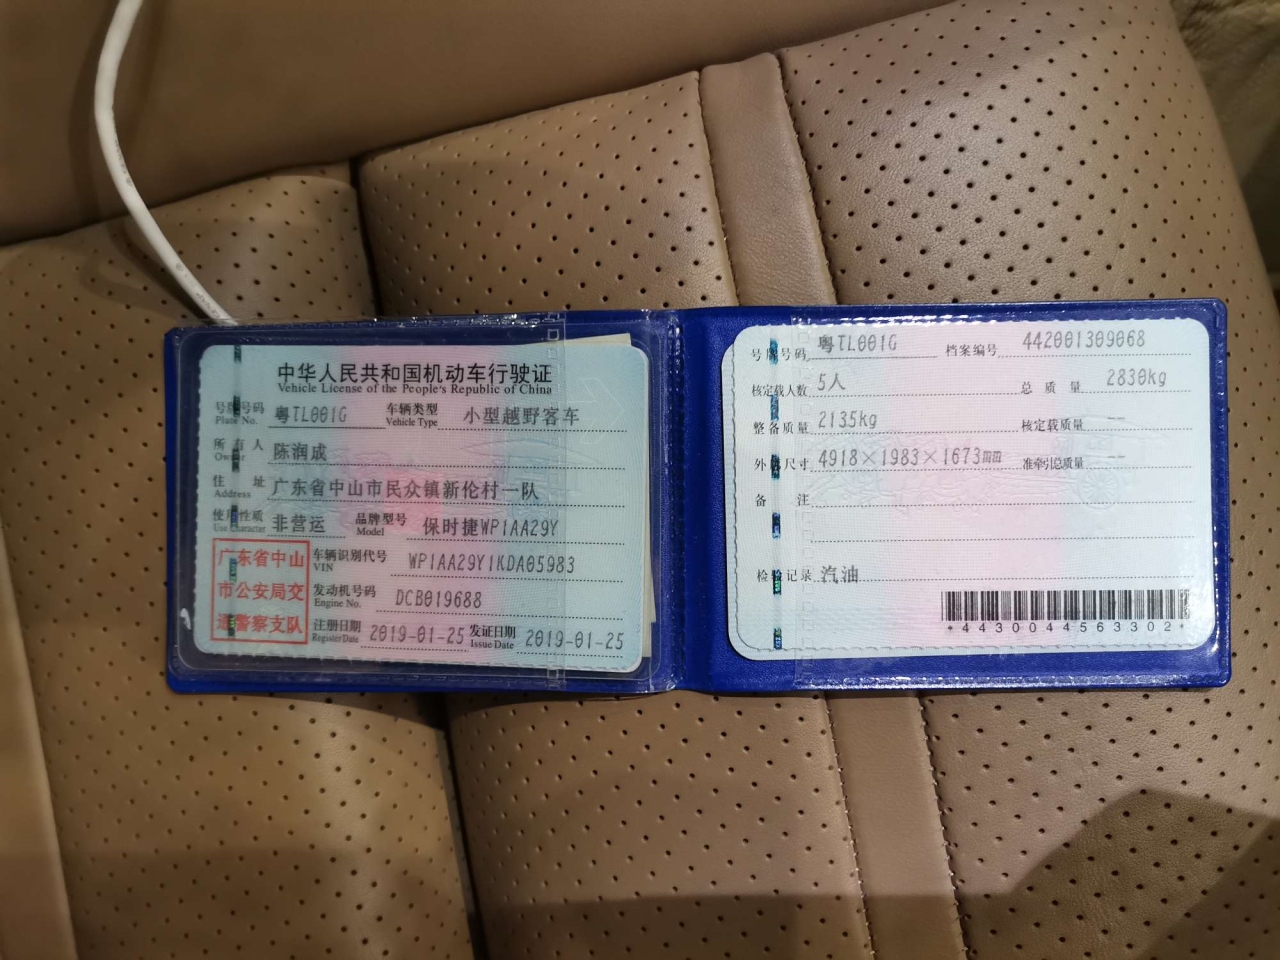 中华人民共和国机动车行驶证
Vehicle License of the People's Republic of China
号牌号码 粤TL001G 车辆类型 小型越野客车
Plate No. Vehicle Type
所有人 陈润成
Owner
住址 广东省中山市民众镇新伦村一队
Address
使用性质 非营运 品牌型号 保时捷WP1AA29Y
Use Character Model
广东省中山
市公安局交
通警察支队
车辆识别代号 WP1AA29Y1KDA05983
VIN
发动机号码 DCB019688
Engine No.
注册日期 2019-01-25 发证日期 2019-01-25
Register Date Issue Date
号牌号码 粤TL001G 档案编号 442001309068
核定载人数 5人 总质量 2830kg
整备质量 2135kg 核定载质量 --
外廓尺寸 4918×1983×1673mm 准牵引总质量 --
备注
检验记录 汽油
*4430044563302*